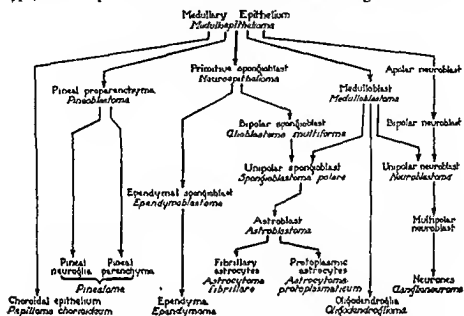 Medullary Epithelium
Medulloepithelioma
Primitive spongioblast
Neuroepithelioma
Apolar neuroblast
Pineal preparenchyma
Pineoblastoma
Medulloblast
Medulloblastoma
Bipolar spongioblast
Glioblastoma multiforme
Bipolar neuroblast
Unipolar spongioblast
Spongioblastoma polare
Unipolar neuroblast
Neuroblastoma
Ependymal spongioblast
Ependymoblastoma
Astroblast
Astroblastoma
Multipolar
neuroblast
Pineal
neuroglia
Pineal
parenchyma
Pinealoma
Fibrillary
astrocytes
Astrocytoma
fibrillare
Protoplasmic
astrocytes
Astrocytoma
protoplasmaticum
Choroidal epithelium
Papilloma choroideum
Ependyma
Ependymoma
Oligodendroglia
Oligodendroglioma
Neurones
Ganglioneuroma